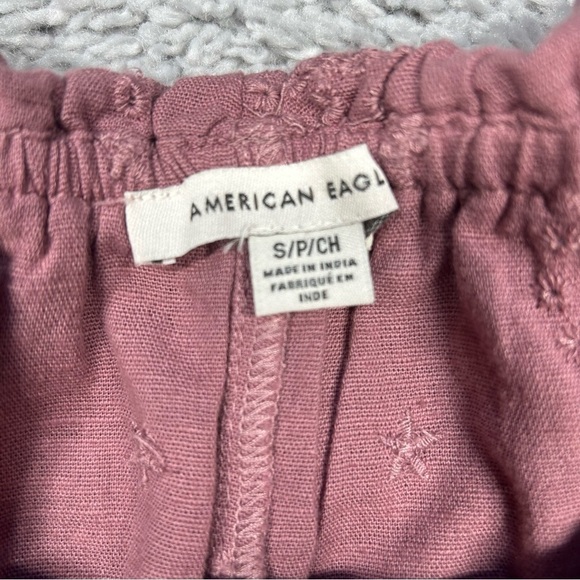 AMERICAN EAGL
S/P/CH
MADE IN INDIA
FABRIQUÉ EN
INDE